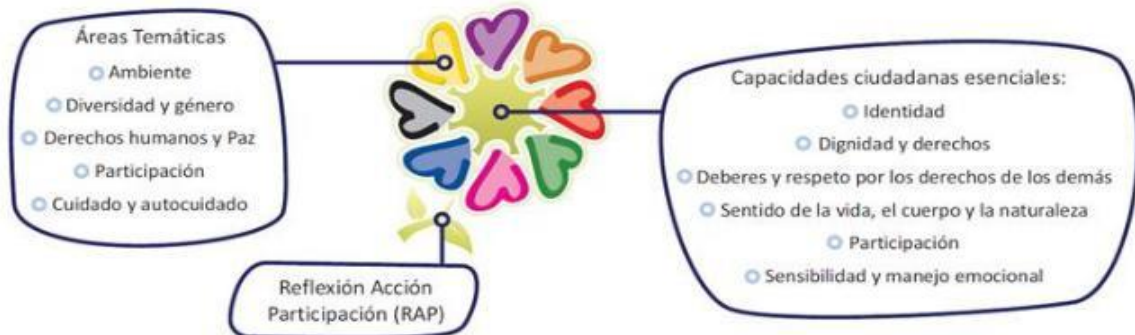 Áreas Temáticas
Ambiente
Diversidad y género
Derechos humanos y Paz
Participación
Cuidado y autocuidado
Capacidades ciudadanas esenciales:
Identidad
Dignidad y derechos
Deberes y respeto por los derechos de los demás
Sentido de la vida, el cuerpo y la naturaleza
Participación
Sensibilidad y manejo emocional
Reflexión Acción
Participación (RAP)